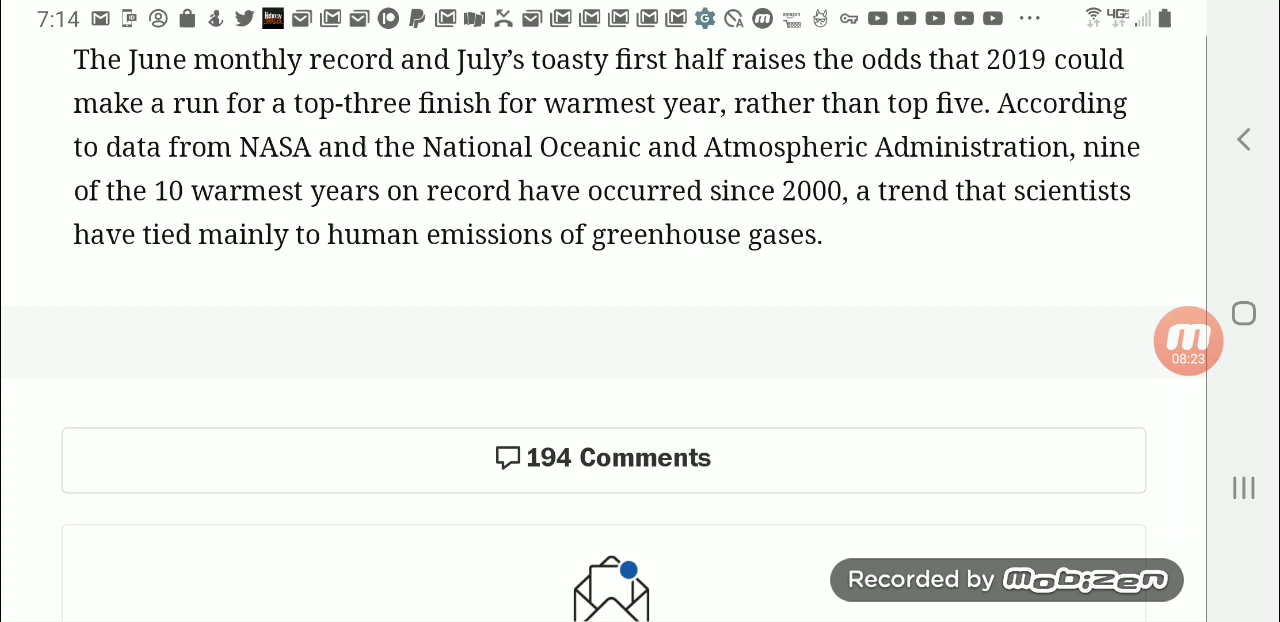 7:14
4GE
The June monthly record and July’s toasty first half raises the odds that 2019 could
make a run for a top-three finish for warmest year, rather than top five. According
to data from NASA and the National Oceanic and Atmospheric Administration, nine
of the 10 warmest years on record have occurred since 2000, a trend that scientists
have tied mainly to human emissions of greenhouse gases.
m
08:23
194 Comments
Recorded by mobizen